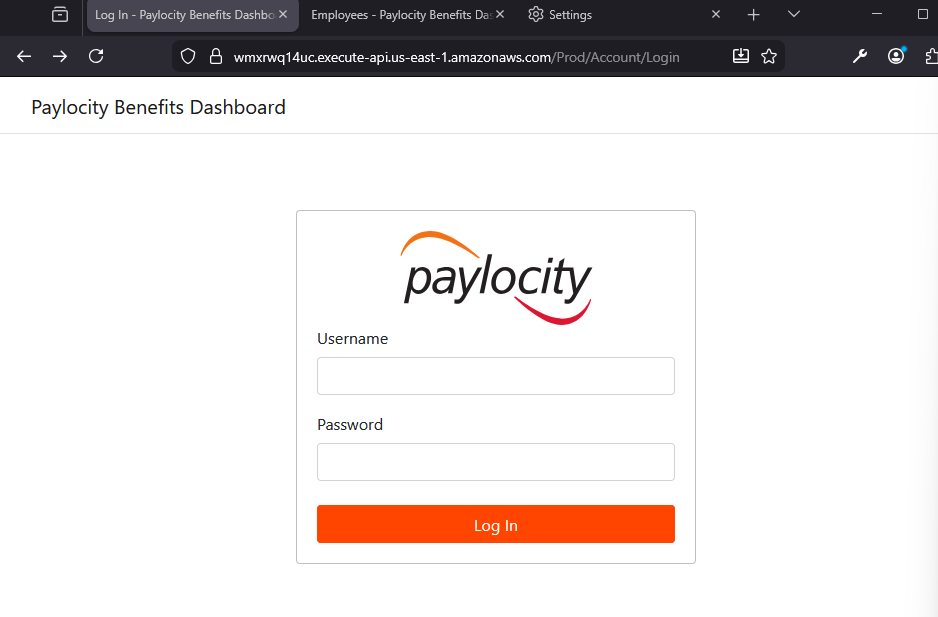 Log In - Paylocity Benefits Dashbo
Employees - Paylocity Benefits Das
Settings
wmxrwq14uc.execute-api.us-east-1.amazonaws.com/Prod/Account/Login
Paylocity Benefits Dashboard
paylocity
Username
Password
Log In